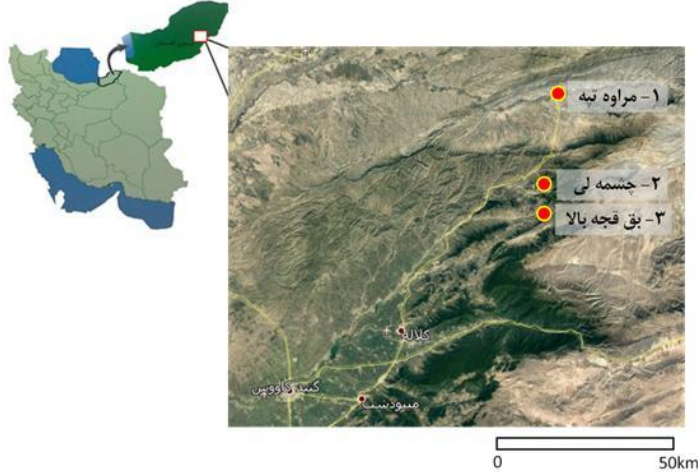 ۱- مراوه تپه
۲- چشمه لی
۳- بق قجه بالا
کلاله
گنبد کاووس
مینودشت
0 50km